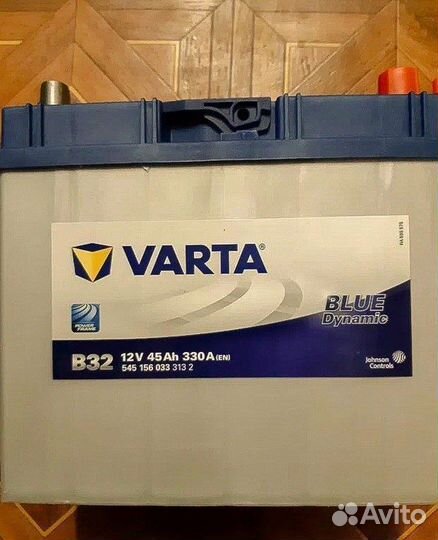 VARTA®
BLUE
Dynamic
POWER
FRAME
B32 12V 45Ah 330A (EN)
545 156 033 313 2
Johnson
Controls
Avito